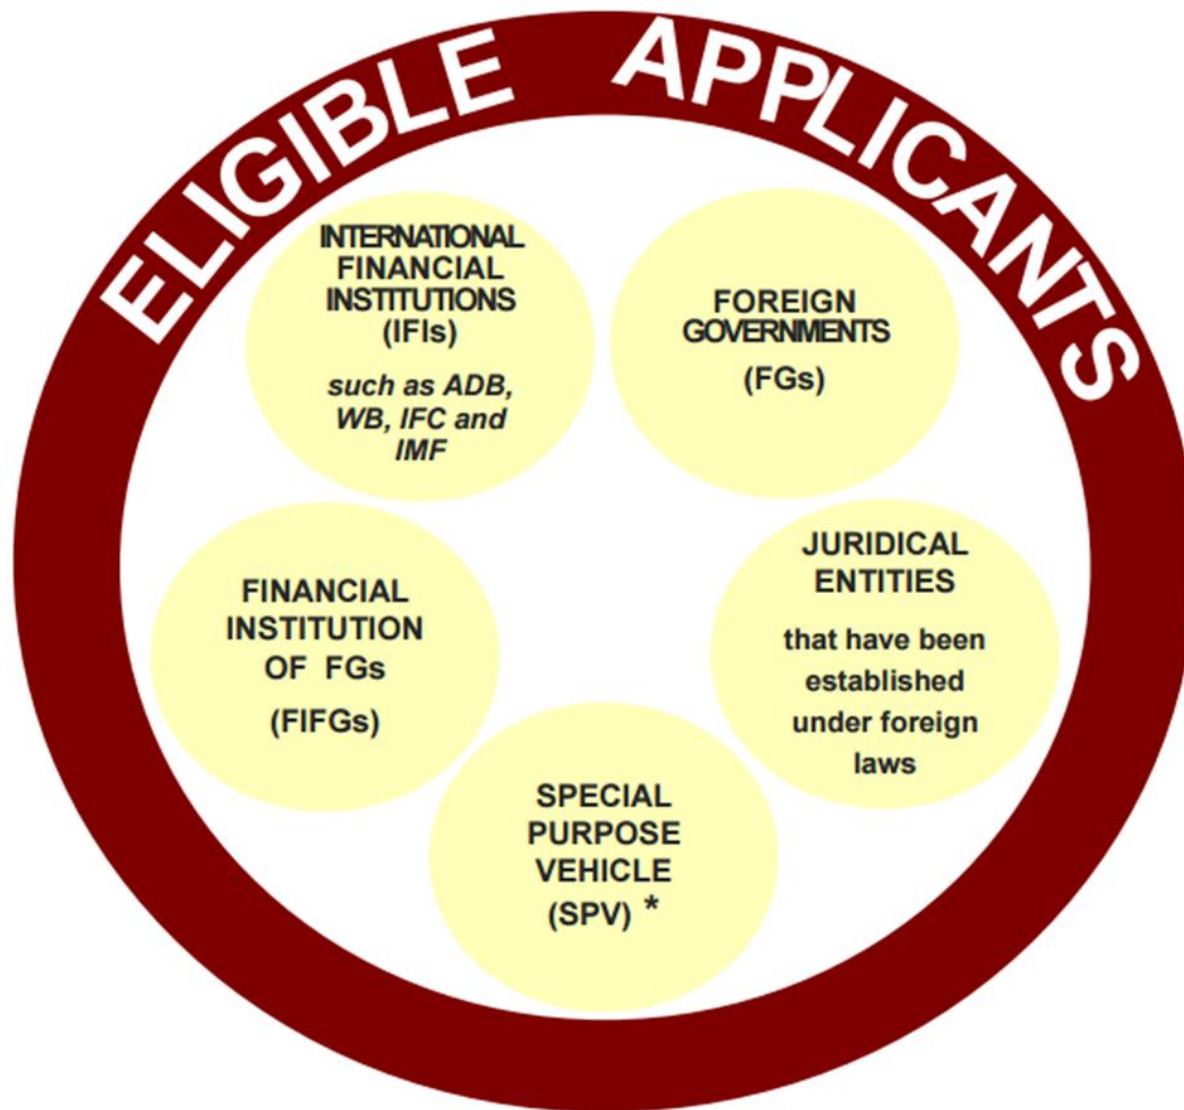 ELIGIBLE APPLICANTS
INTERNATIONAL
FINANCIAL
INSTITUTIONS
(IFIs)
such as ADB,
WB, IFC and
IMF
FOREIGN
GOVERNMENTS
(FGs)
FINANCIAL
INSTITUTION
OF FGs
(FIFGs)
JURIDICAL
ENTITIES
that have been
established
under foreign
laws
SPECIAL
PURPOSE
VEHICLE
(SPV) *